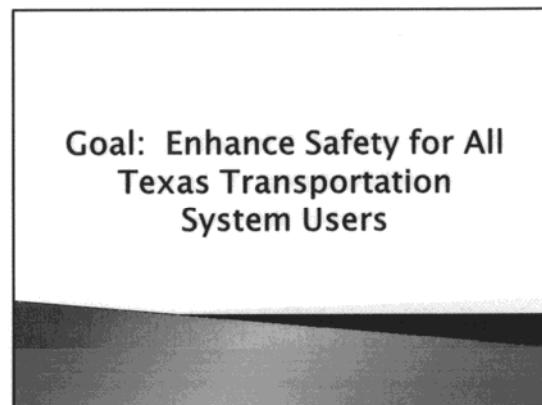 Goal:  Enhance Safety for All
Texas Transportation
System Users